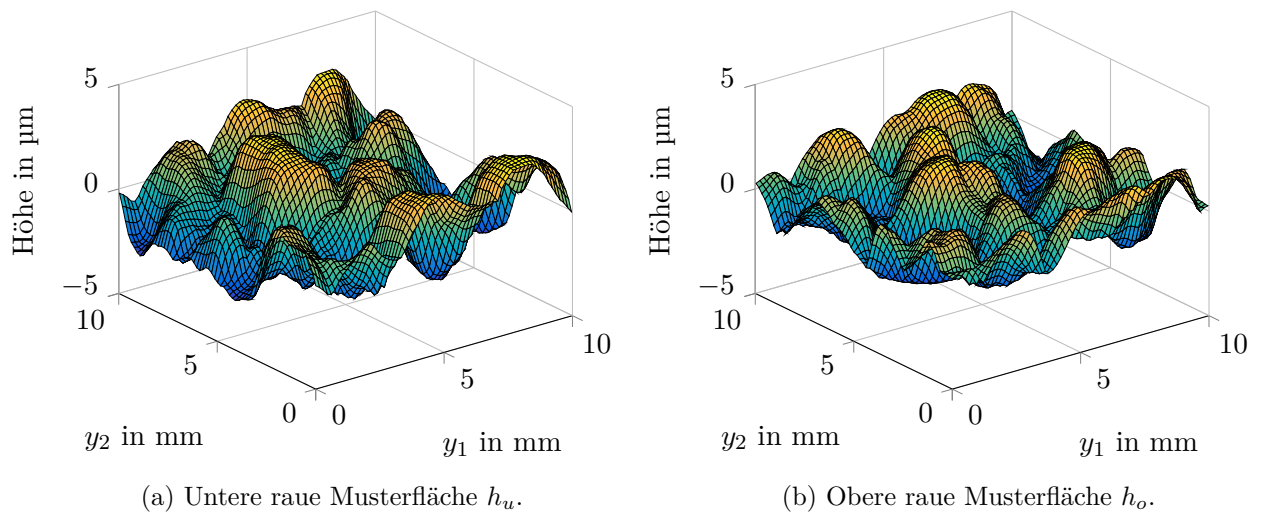 5
0
−5
Höhe in µm
10
5
0
y₂ in mm
0
5
10
y₁ in mm
(a) Untere raue Musterfläche hᵤ.
5
0
−5
Höhe in µm
10
5
0
y₂ in mm
0
5
10
y₁ in mm
(b) Obere raue Musterfläche hₒ.